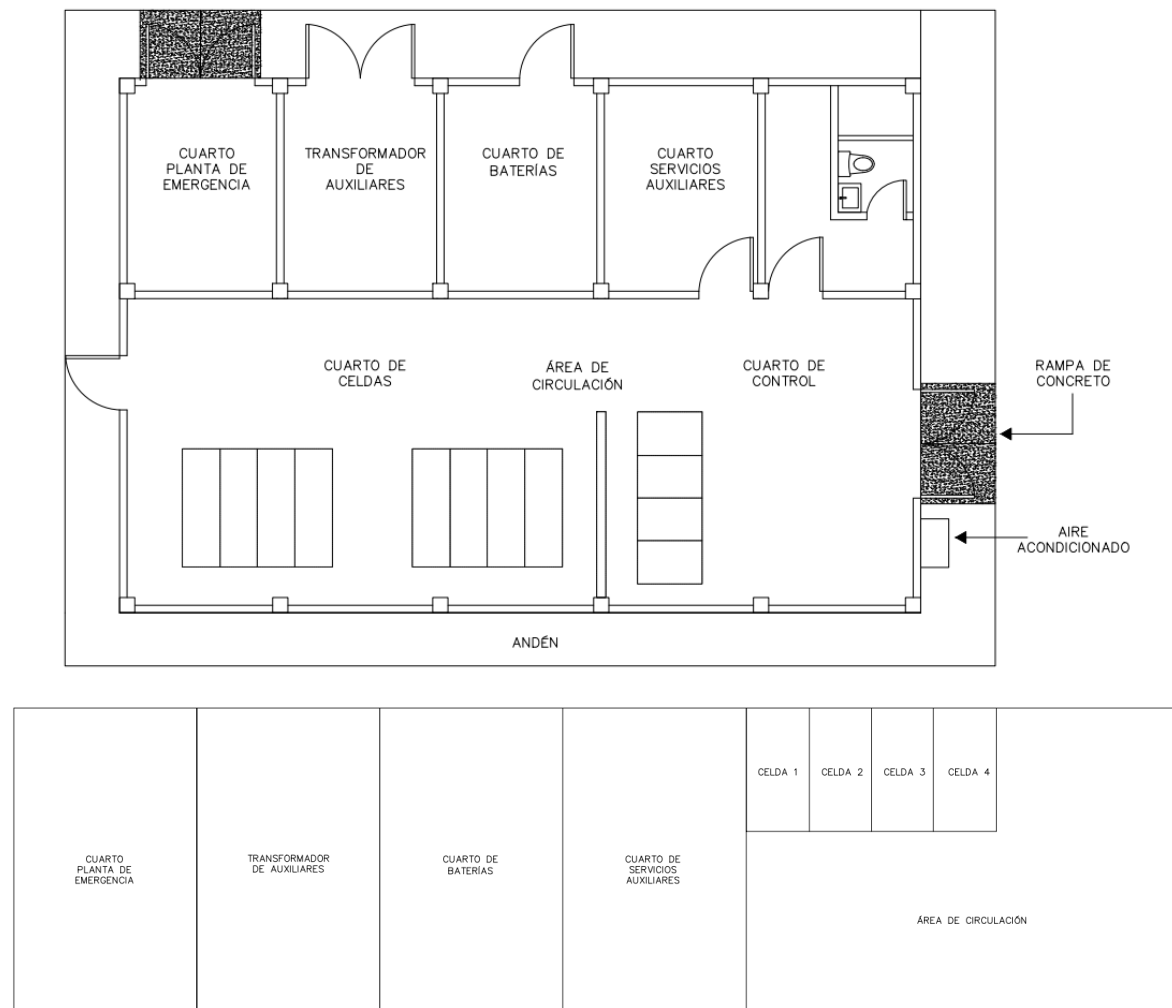 CUARTO
PLANTA DE
EMERGENCIA
TRANSFORMADOR
DE
AUXILIARES
CUARTO DE
BATERÍAS
CUARTO
SERVICIOS
AUXILIARES
CUARTO DE
CELDAS
ÁREA DE
CIRCULACIÓN
CUARTO DE
CONTROL
RAMPA DE
CONCRETO
AIRE
ACONDICIONADO
ANDÉN
CELDA 1
CELDA 2
CELDA 3
CELDA 4
CUARTO
PLANTA DE
EMERGENCIA
TRANSFORMADOR
DE AUXILIARES
CUARTO DE
BATERÍAS
CUARTO DE
SERVICIOS
AUXILIARES
ÁREA DE CIRCULACIÓN